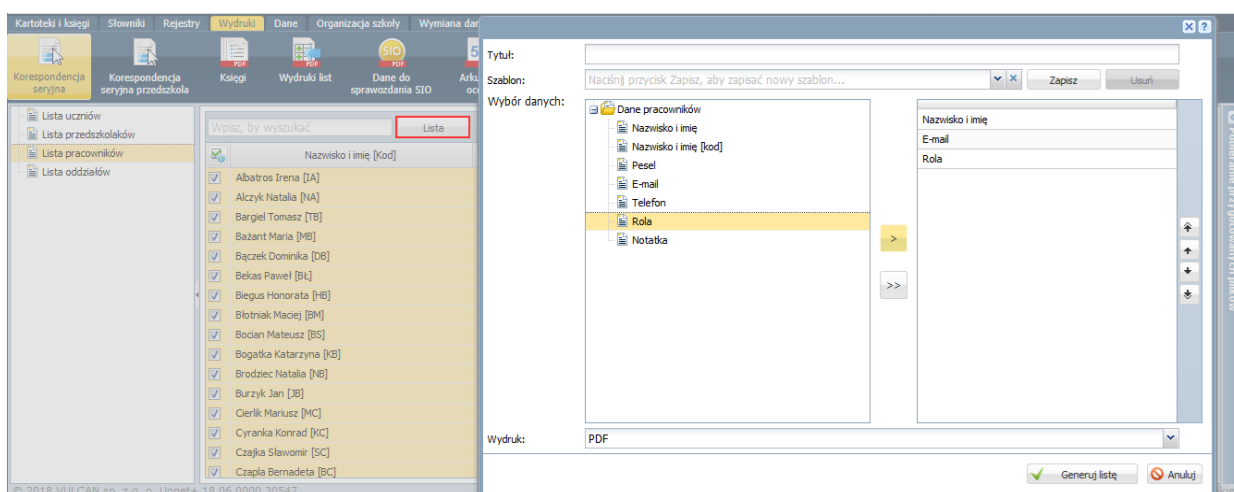 Kartoteki i księgi Słowniki Rejestry Wydruki Dane Organizacja szkoły Wymiana dar
Korespondencja seryjna
Korespondencja seryjna przedszkola
Księgi
Wydruki list
Dane do sprawozdania SIO
SIO
PDF
PDF
PDF
Lista uczniów
Lista przedszkolaków
Lista pracowników
Lista oddziałów
Wpisz, by wyszukać Lista
Nazwisko i imię [Kod]
Albatros Irena [IA]
Alczyk Natalia [NA]
Bargiel Tomasz [TB]
Bażant Maria [MB]
Bączek Dominika [DB]
Bekas Paweł [BŁ]
Biegus Honorata [HB]
Błotniak Maciej [BM]
Bocian Mateusz [BS]
Bogatka Katarzyna [KB]
Brodziec Natalia [NB]
Burzyk Jan [JB]
Cierlik Mariusz [MC]
Cyranka Konrad [KC]
Czajka Sławomir [SC]
Czapla Bernadeta [BC]
Tytuł:
Szablon: Naciśnij przycisk Zapisz, aby zapisać nowy szablon... Zapisz Usuń
Wybór danych:
Dane pracowników
Nazwisko i imię
Nazwisko i imię [kod]
Pesel
E-mail
Telefon
Rola
Notatka
>
>>
Nazwisko i imię
E-mail
Rola
Wydruk: PDF
Generuj listę Anuluj